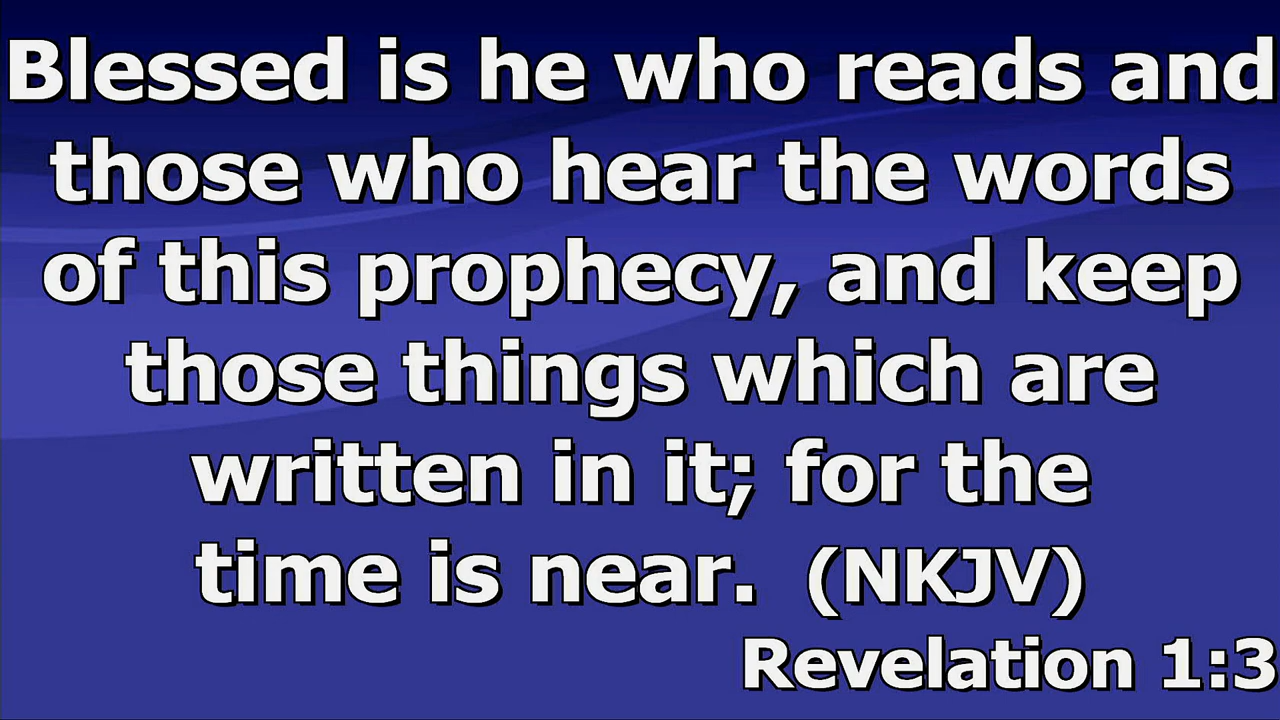 Blessed is he who reads and
those who hear the words
of this prophecy, and keep
those things which are
written in it; for the
time is near. (NKJV)
Revelation 1:3